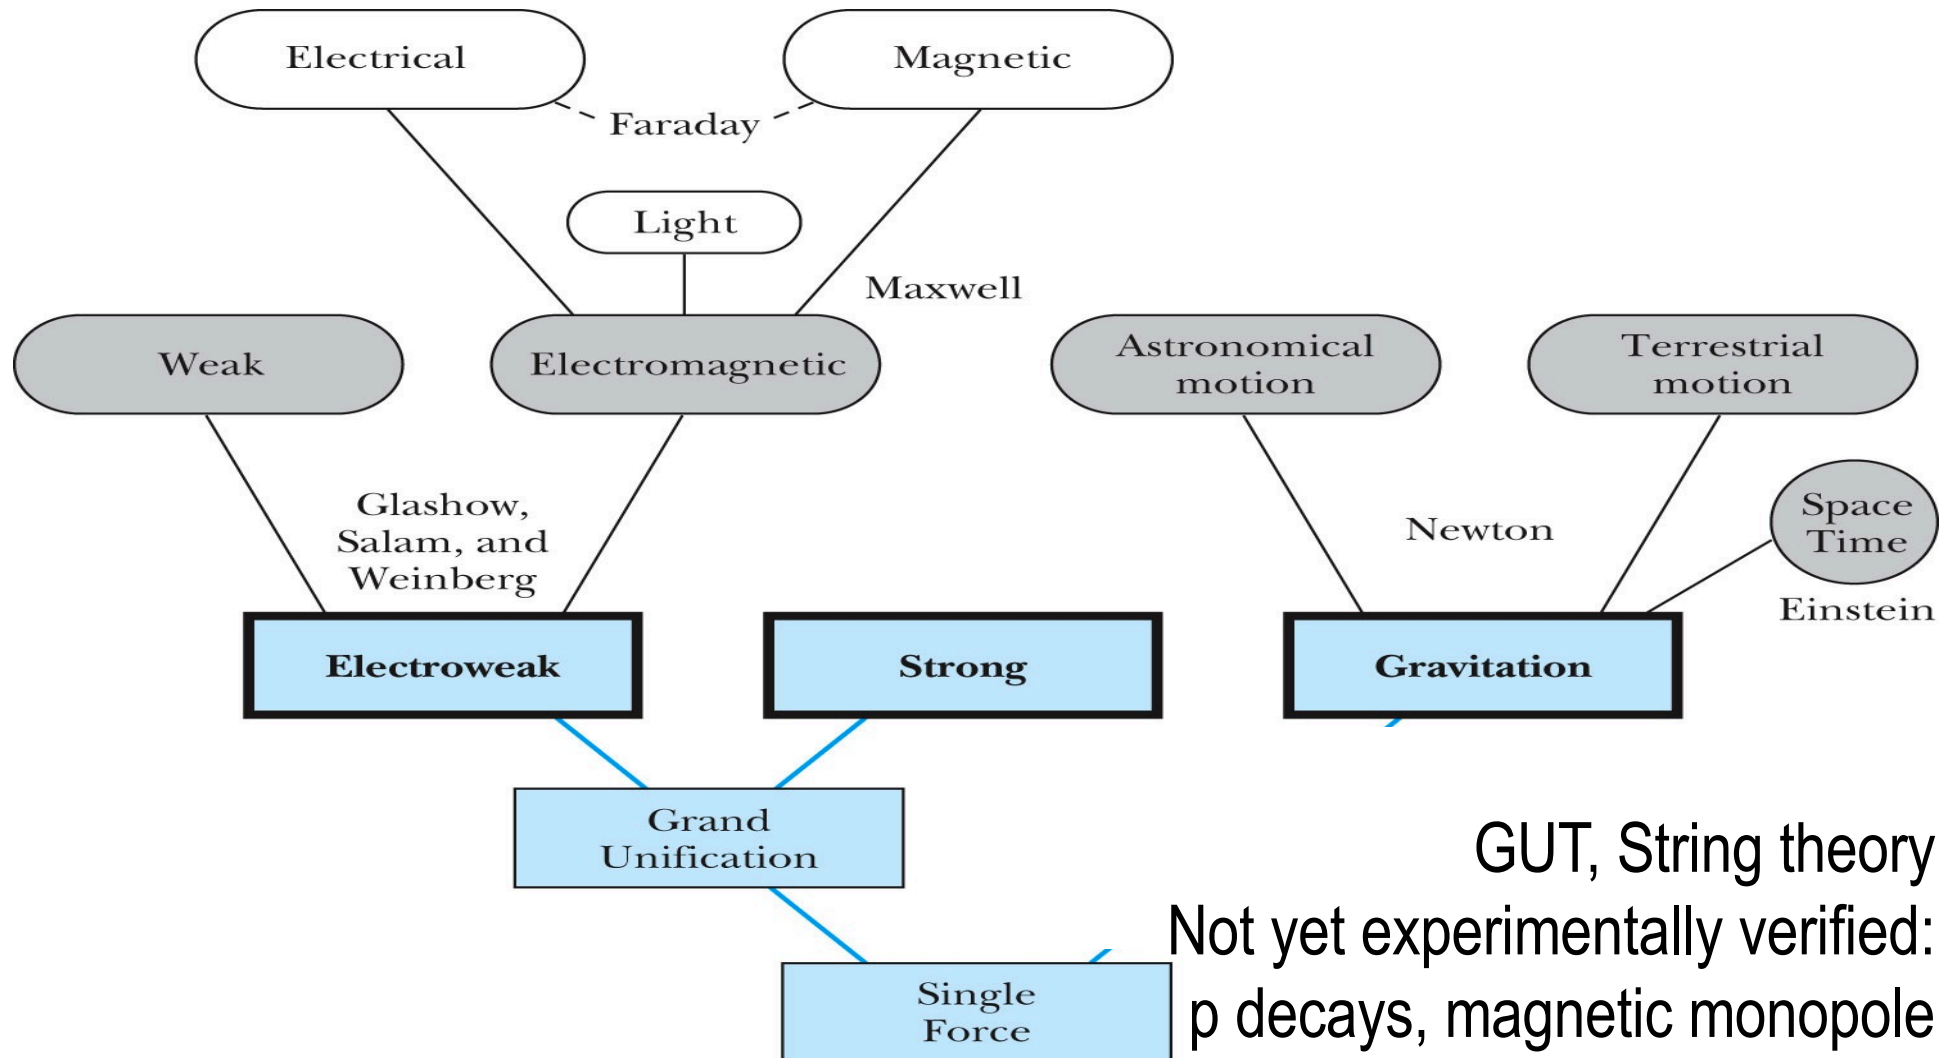 Electrical
Magnetic
Faraday
Light
Maxwell
Weak
Electromagnetic
Astronomical
motion
Terrestrial
motion
Glashow,
Salam, and
Weinberg
Newton
Space
Time
Einstein
Electroweak
Strong
Gravitation
Grand
Unification
GUT, String theory
Not yet experimentally verified:
p decays, magnetic monopole
Single
Force